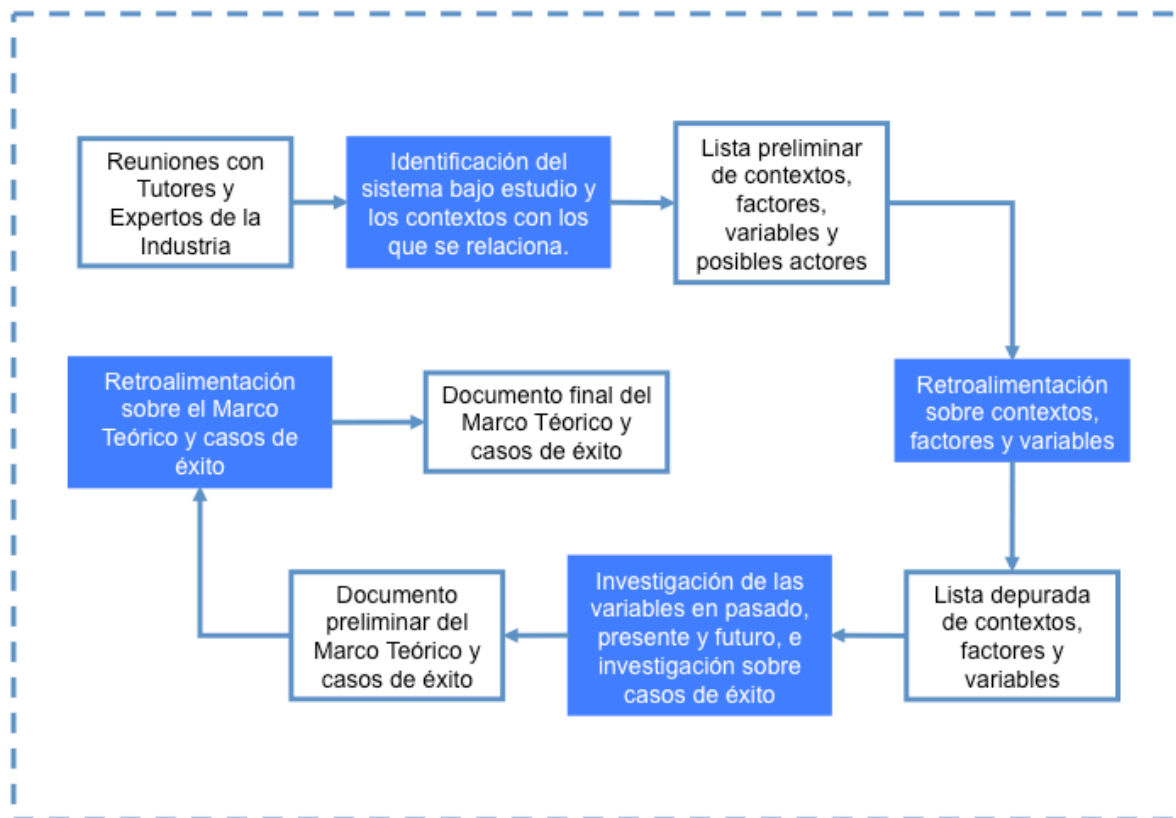 Reuniones con
Tutores y
Expertos de la
Industria
Identificación del
sistema bajo estudio y
los contextos con los
que se relaciona.
Lista preliminar
de contextos,
factores,
variables y
posibles actores
Retroalimentación
sobre contextos,
factores y variables
Lista depurada
de contextos,
factores y
variables
Investigación de las
variables en pasado,
presente y futuro, e
investigación sobre
casos de éxito
Documento
preliminar del
Marco Teórico y
casos de éxito
Retroalimentación
sobre el Marco
Teórico y casos de
éxito
Documento final del
Marco Téorico y
casos de éxito